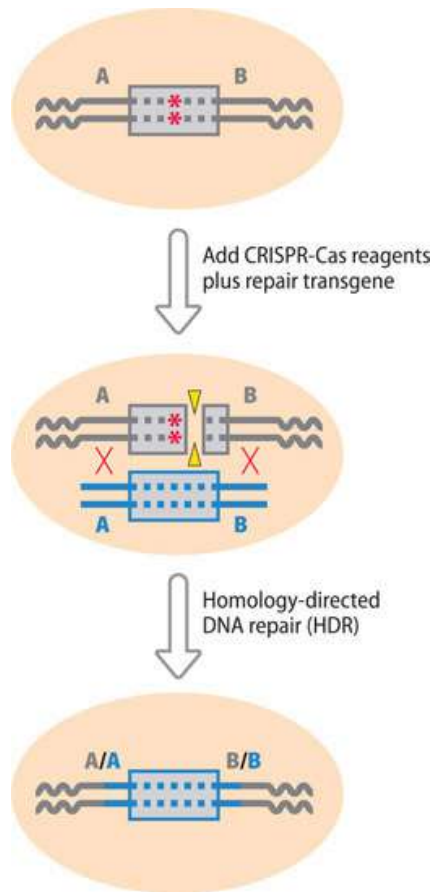 A B
Add CRISPR-Cas reagents
plus repair transgene
A B
A B
Homology-directed
DNA repair (HDR)
A/A B/B